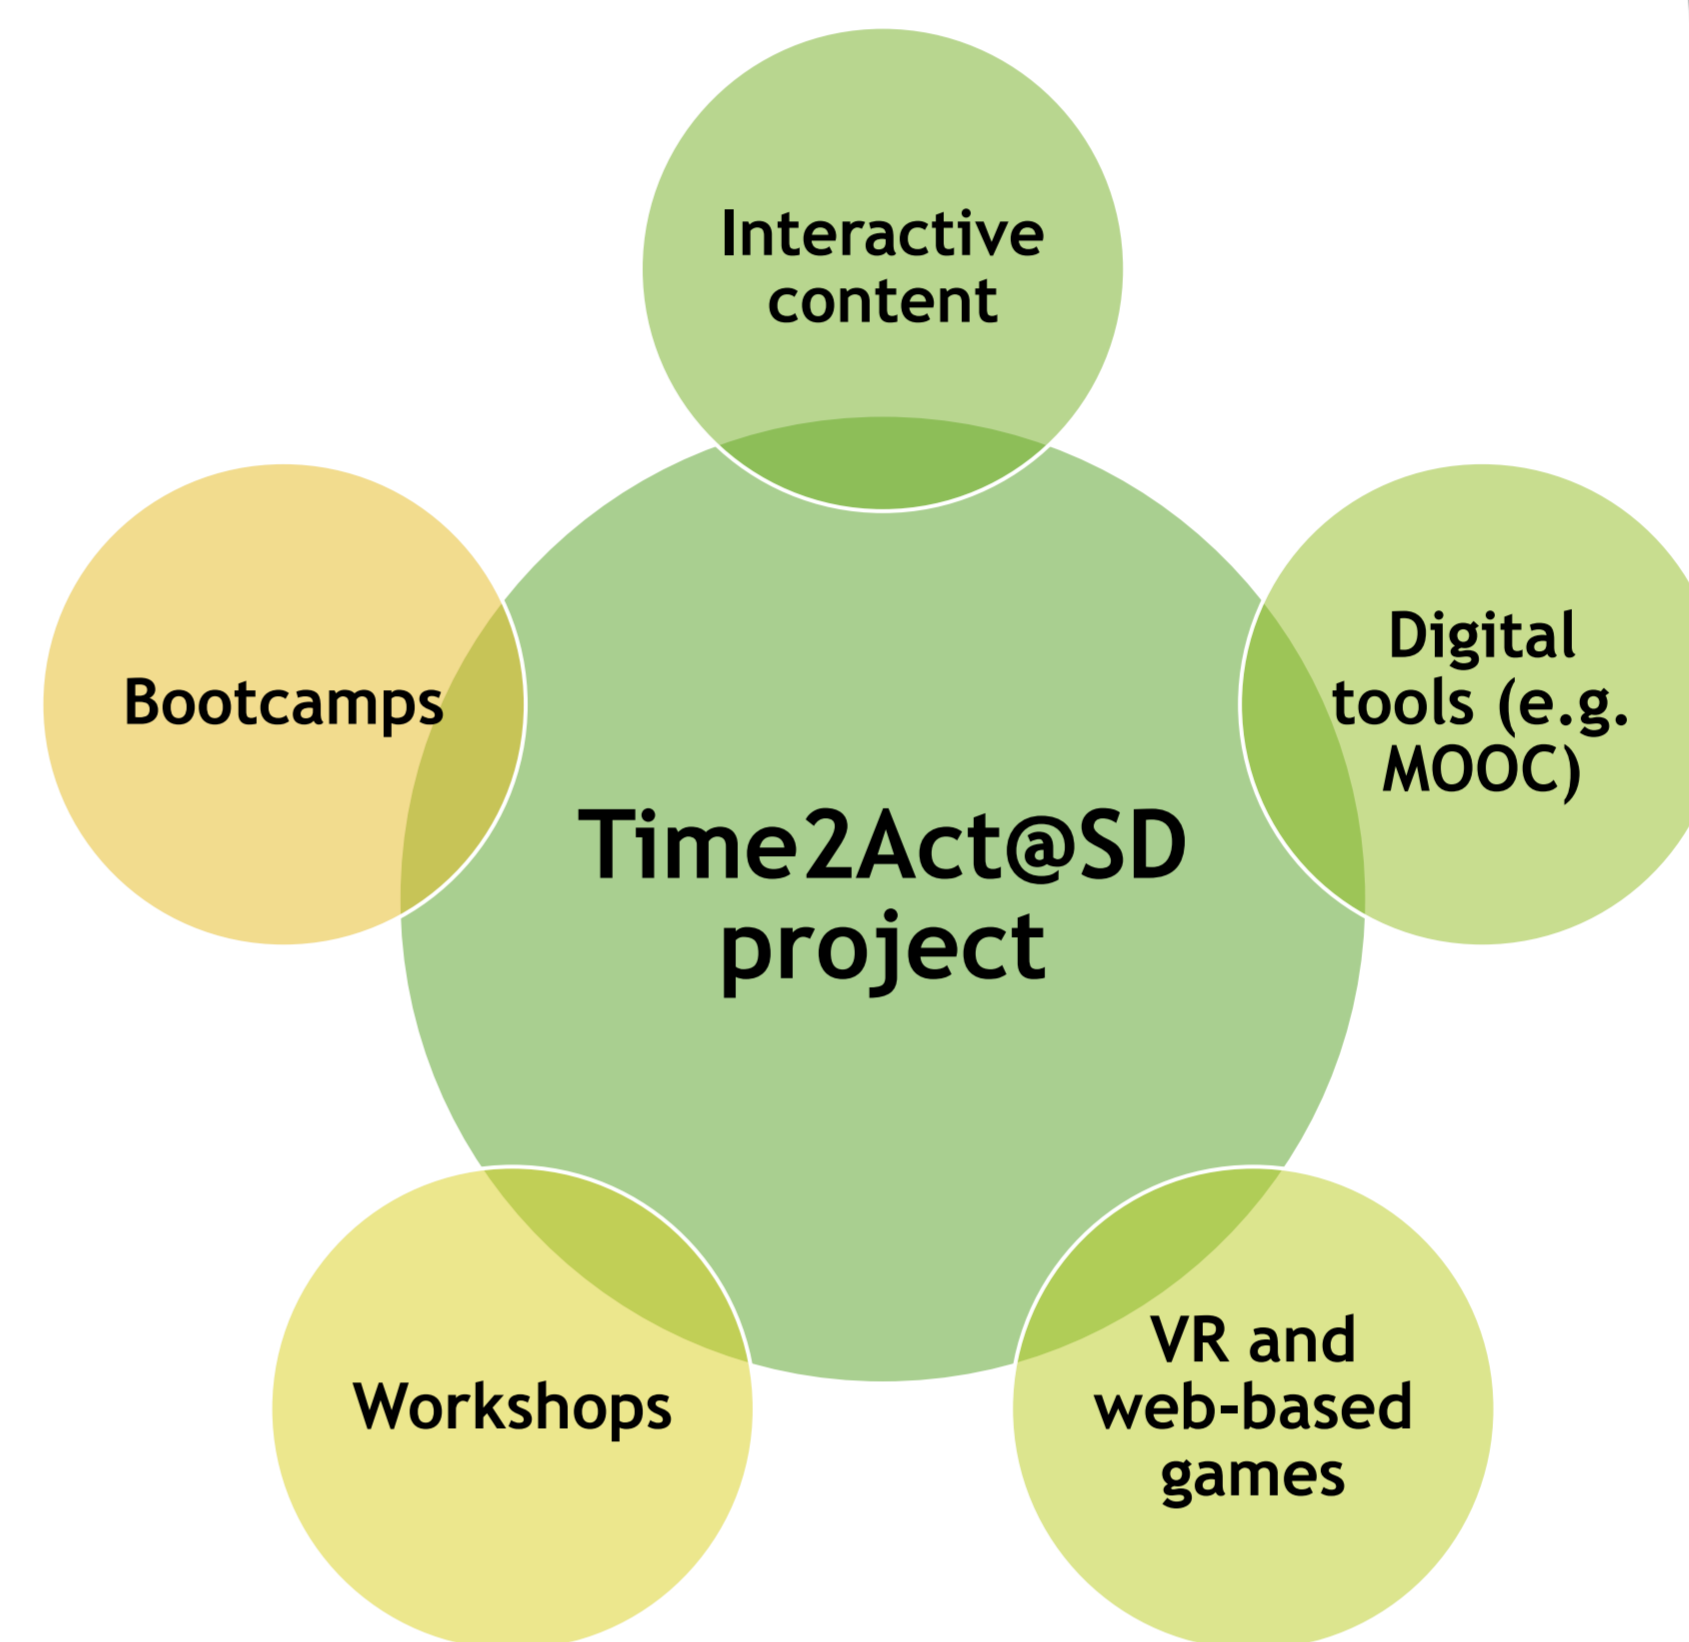 Interactive
content
Digital
tools (e.g.
MOOC)
Bootcamps
Time2Act@SD
project
VR and
web-based
games
Workshops